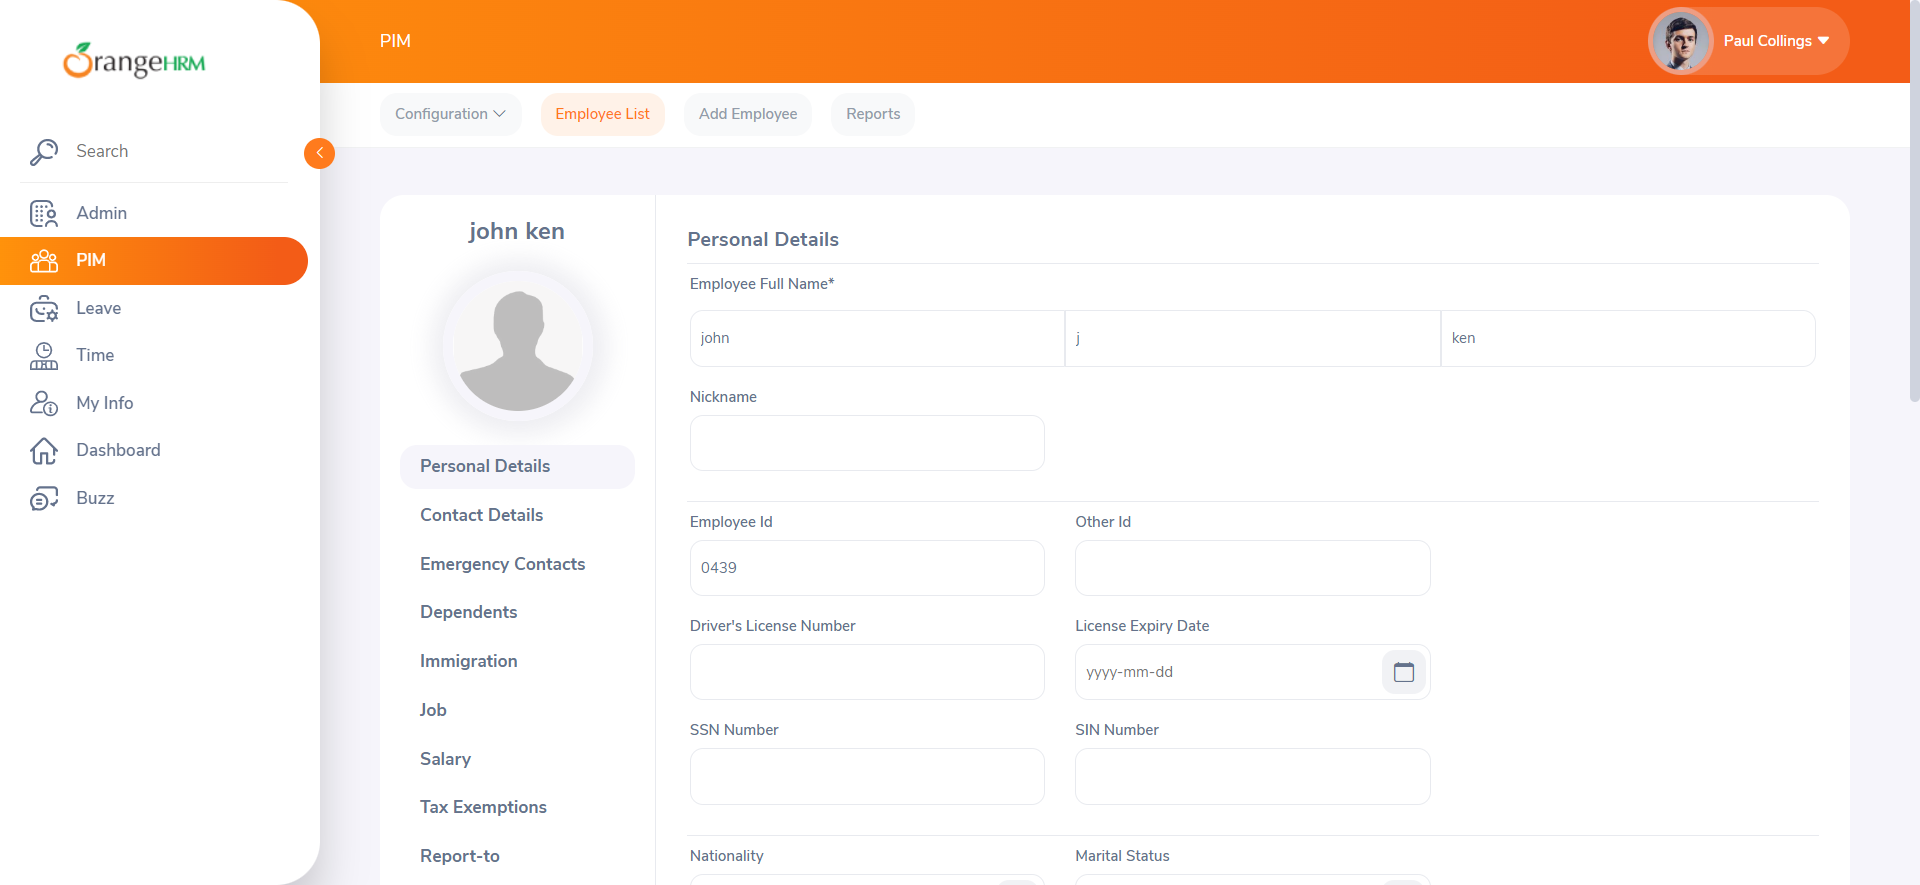 OrangeHRM
PIM
Paul Collings
Configuration
Employee List
Add Employee
Reports
Search
Admin
PIM
Leave
Time
My Info
Dashboard
Buzz
john ken
Personal Details
Contact Details
Emergency Contacts
Dependents
Immigration
Job
Salary
Tax Exemptions
Report-to
Personal Details
Employee Full Name*
john j ken
Nickname
Employee Id Other Id
0439
Driver's License Number License Expiry Date
yyyy-mm-dd
SSN Number SIN Number
Nationality Marital Status